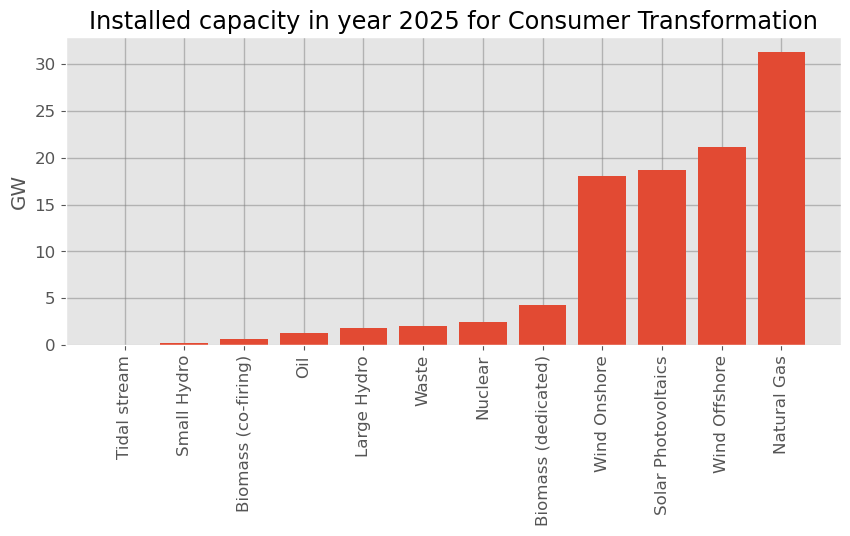 Installed capacity in year 2025 for Consumer Transformation
GW
30
25
20
15
10
5
0
Tidal stream
Small Hydro
Biomass (co-firing)
Oil
Large Hydro
Waste
Nuclear
Biomass (dedicated)
Wind Onshore
Solar Photovoltaics
Wind Offshore
Natural Gas